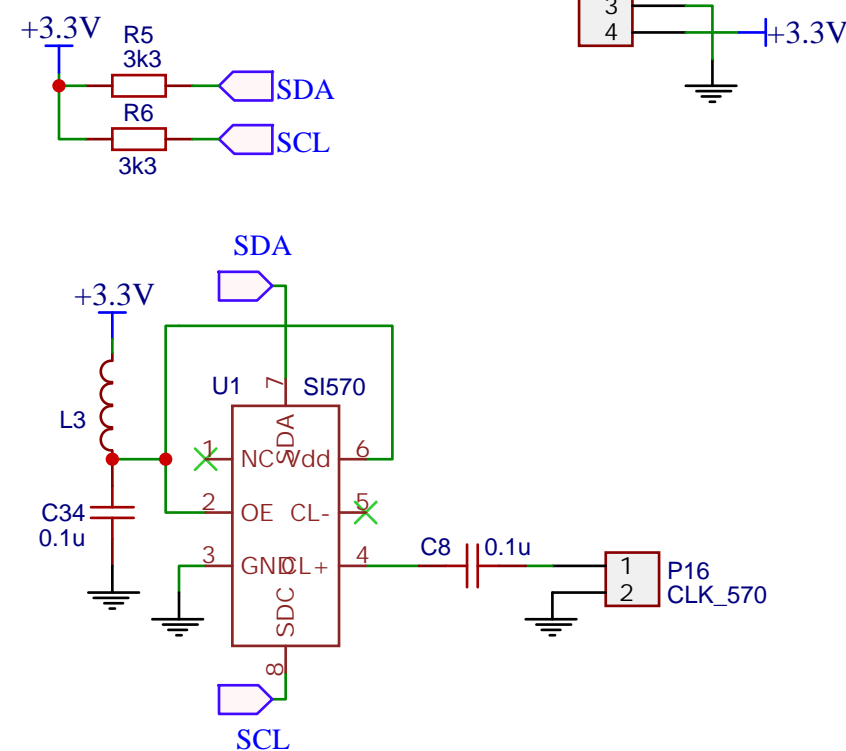 3
4
+3.3V
+3.3V
R5
3k3
SDA
R6
SCL
3k3
SDA
+3.3V
U1
7
SI570
L3
SDA
1
NC
Vdd
6
2
OE
CL-
5
C34
0.1u
3
GND
CL+
4
C8
0.1u
1
P16
2
CLK_570
SDC
8
SCL